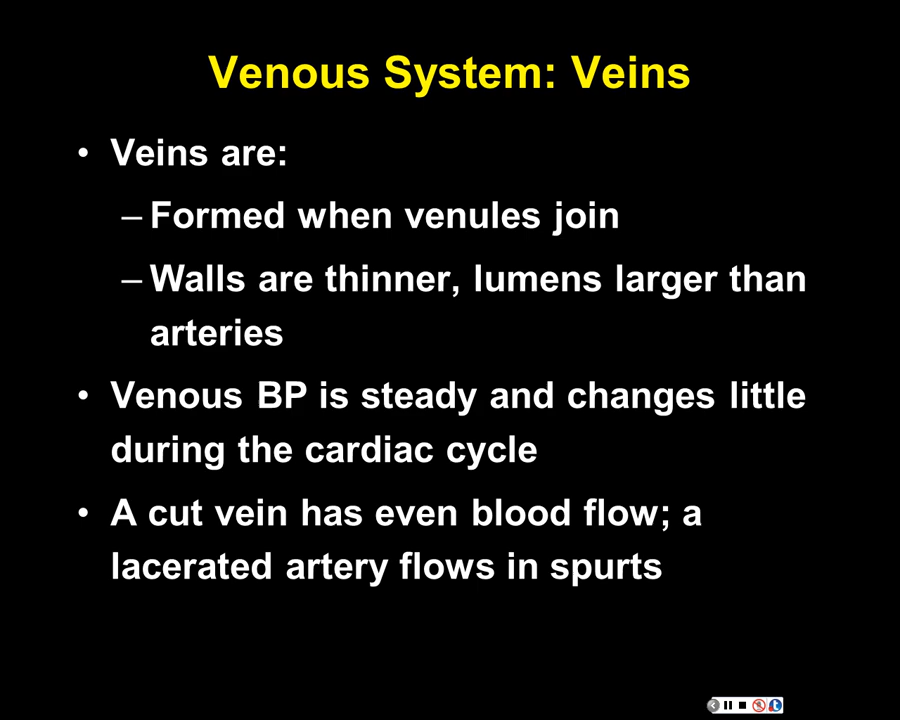 Venous System: Veins
• Veins are:
– Formed when venules join
– Walls are thinner, lumens larger than
arteries
• Venous BP is steady and changes little
during the cardiac cycle
• A cut vein has even blood flow; a
lacerated artery flows in spurts